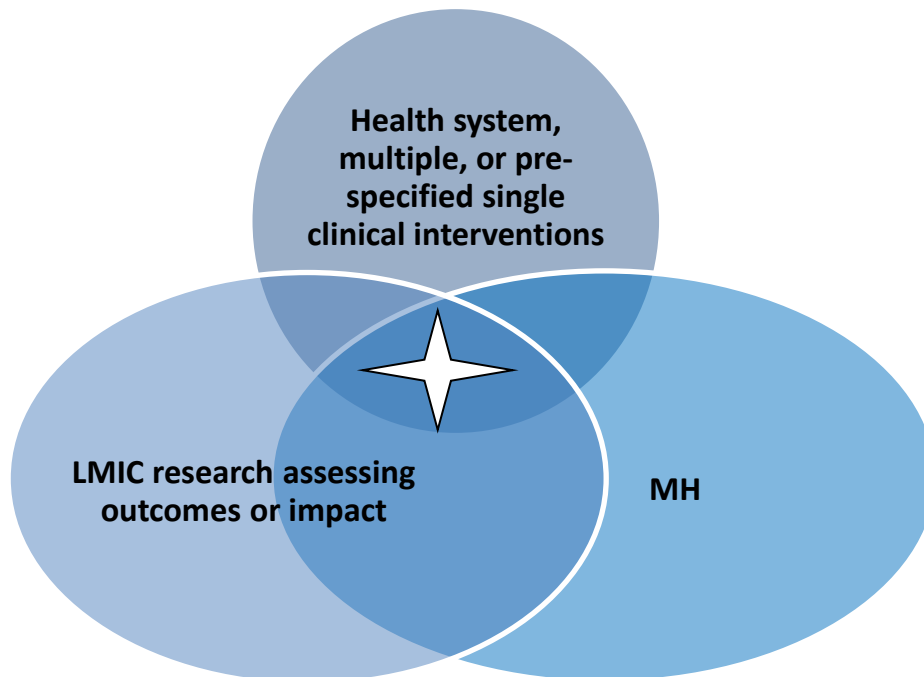 Health system,
multiple, or pre-
specified single
clinical interventions
LMIC research assessing
outcomes or impact
MH